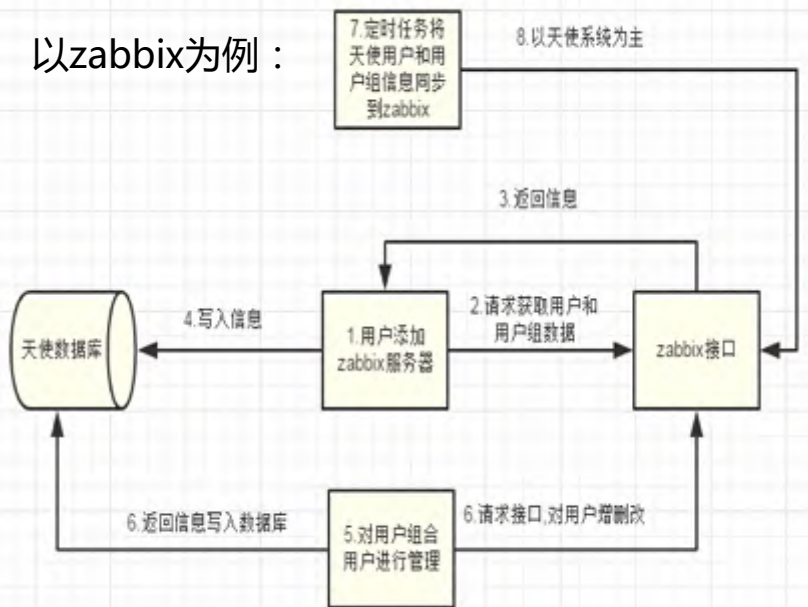 以zabbix为例：
7.定时任务将
天使用户和用
户组信息同步
到zabbix
8.以天使系统为主
3.返回信息
4.写入信息
1.用户添加
zabbix服务器
2.请求获取用户和
用户组数据
天使数据库
zabbix接口
6.返回信息写入数据库
5.对用户组合
用户进行管理
6.请求接口,对用户增删改